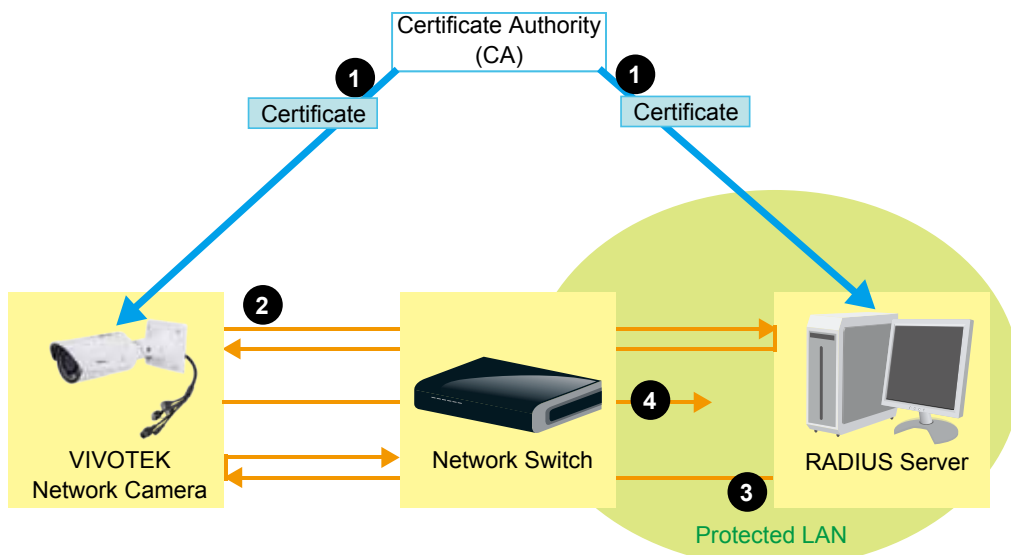 Certificate Authority
(CA)
1
1
Certificate
Certificate
2
4
VIVOTEK
Network Camera
Network Switch
RADIUS Server
3
Protected LAN